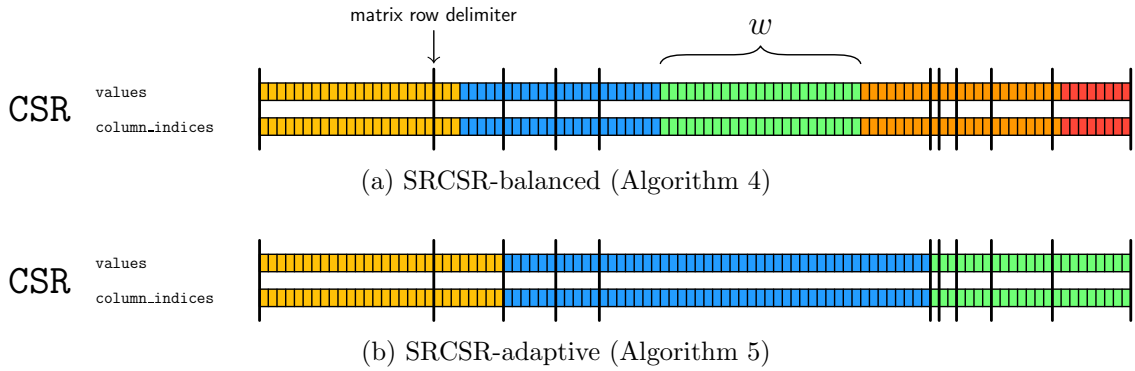 matrix row delimiter
w
CSR
values
column_indices
(a) SRCSR-balanced (Algorithm 4)
CSR
values
column_indices
(b) SRCSR-adaptive (Algorithm 5)